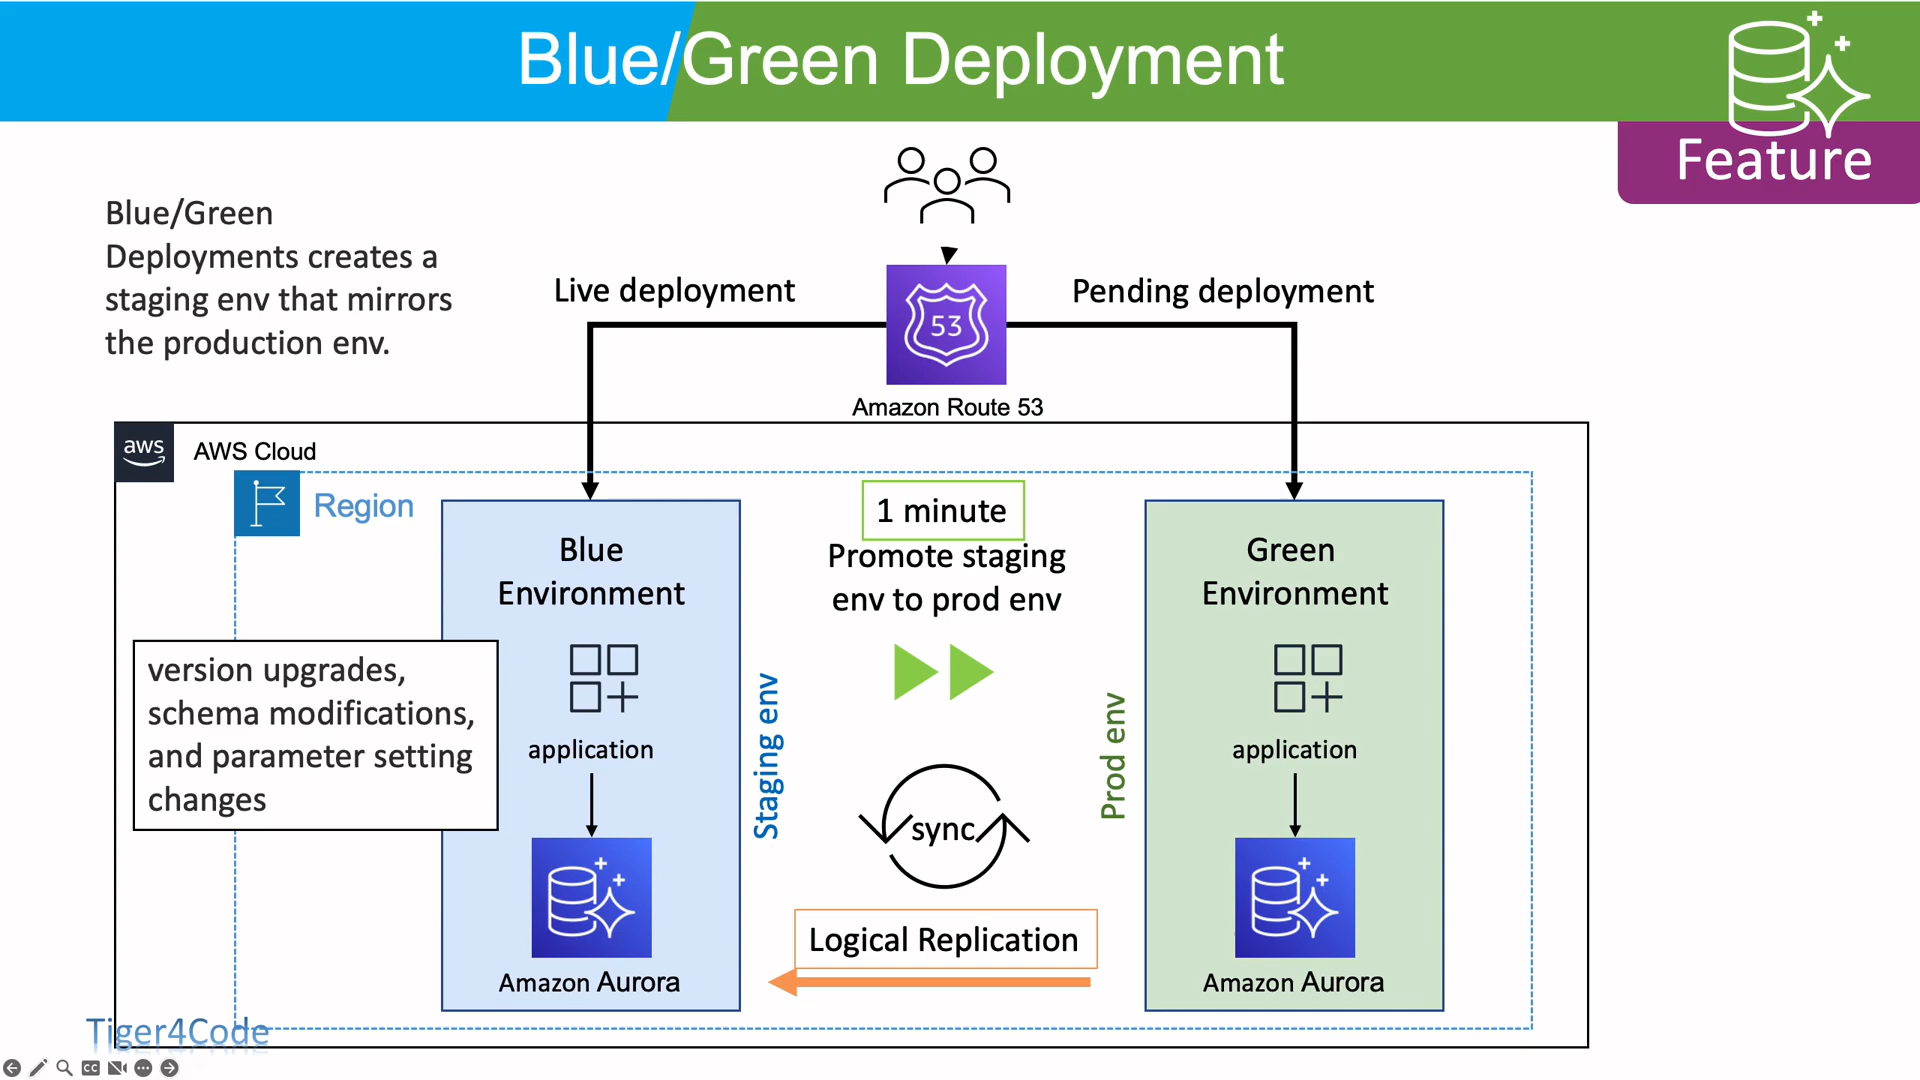 Blue/Green Deployment
Feature
Blue/Green
Deployments creates a
staging env that mirrors
the production env.
Live deployment
53
Pending deployment
Amazon Route 53
aws
AWS Cloud
Region
Blue
Environment
1 minute
Promote staging
env to prod env
Green
Environment
version upgrades,
schema modifications,
and parameter setting
changes
application
Staging env
sync
Prod env
application
Logical Replication
Amazon Aurora
Amazon Aurora
Tiger4Code
CC